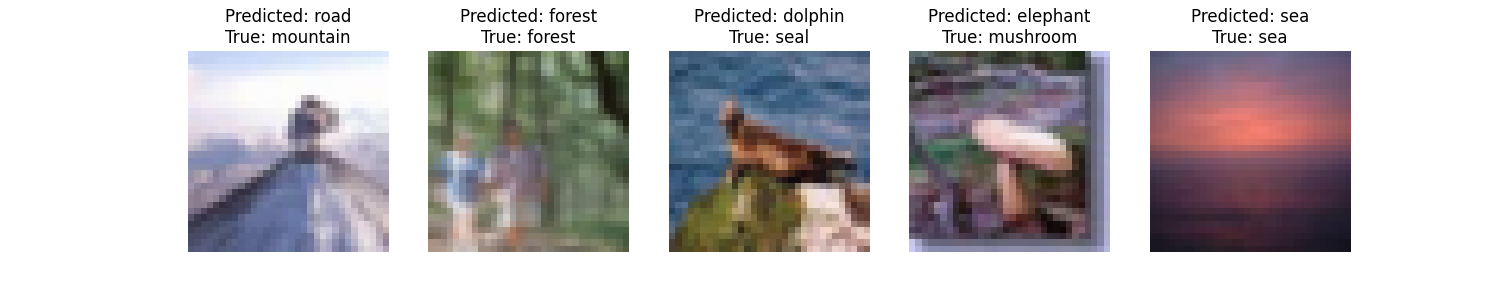 Predicted: road
True: mountain
Predicted: forest
True: forest
Predicted: dolphin
True: seal
Predicted: elephant
True: mushroom
Predicted: sea
True: sea